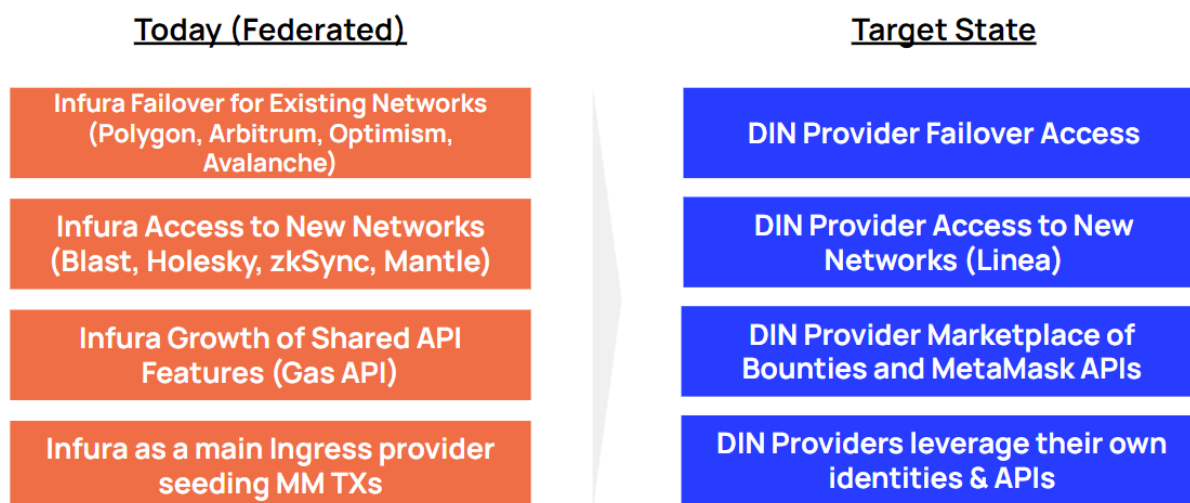 Today (Federated)
Infura Failover for Existing Networks
(Polygon, Arbitrum, Optimism,
Avalanche)
Infura Access to New Networks
(Blast, Holesky, zkSync, Mantle)
Infura Growth of Shared API
Features (Gas API)
Infura as a main Ingress provider
seeding MM TXs
Target State
DIN Provider Failover Access
DIN Provider Access to New
Networks (Linea)
DIN Provider Marketplace of
Bounties and MetaMask APIs
DIN Providers leverage their own
identities & APIs